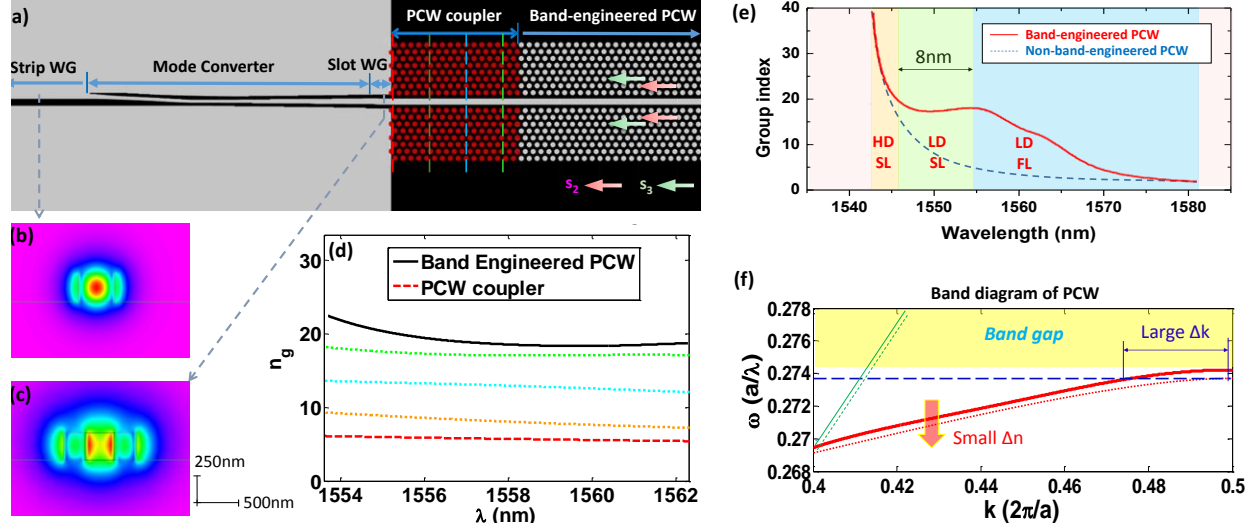 a)
PCW coupler
Band-engineered PCW
Strip WG
Mode Converter
Slot WG
s2
s3
(b)
(c)
250nm
500nm
(d)
Band Engineered PCW
PCW coupler
30
20
10
0
ng
1554
1556
1558
1560
1562
λ (nm)
(e)
Band-engineered PCW
Non-band-engineered PCW
8nm
HD
SL
LD
SL
LD
FL
40
30
20
10
0
Group index
1540
1550
1560
1570
1580
Wavelength (nm)
(f)
Band diagram of PCW
Band gap
Large Δk
Small Δn
0.278
0.276
0.274
0.272
0.27
0.268
ω (a/λ)
0.4
0.42
0.44
0.46
0.48
0.5
k (2π/a)